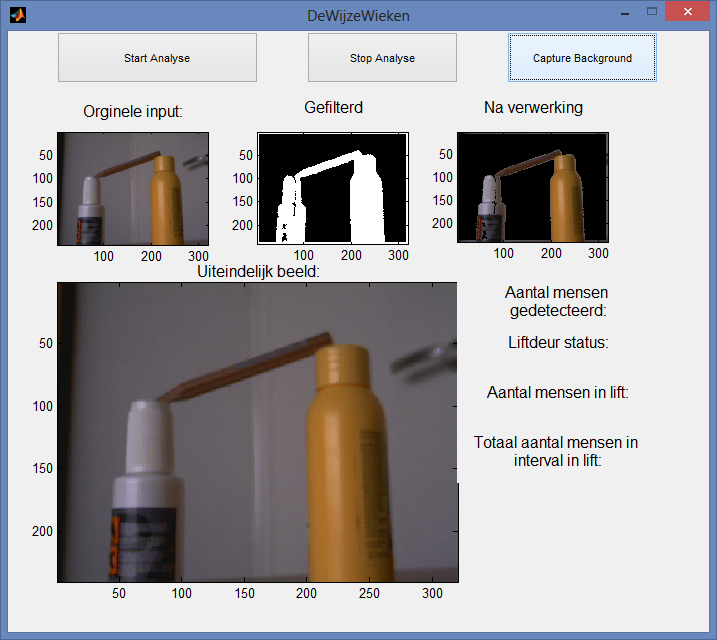 DeWijzeWieken
Start Analyse
Stop Analyse
Capture Background
Orginele input:
Gefilterd
Na verwerking
50
100
150
200
100
200
300
50
100
150
200
100
200
300
50
100
150
200
100
200
300
Uiteindelijk beeld:
50
100
150
200
50
100
150
200
250
300
Aantal mensen
gedetecteerd:
Liftdeur status:
Aantal mensen in lift:
Totaal aantal mensen in
interval in lift: